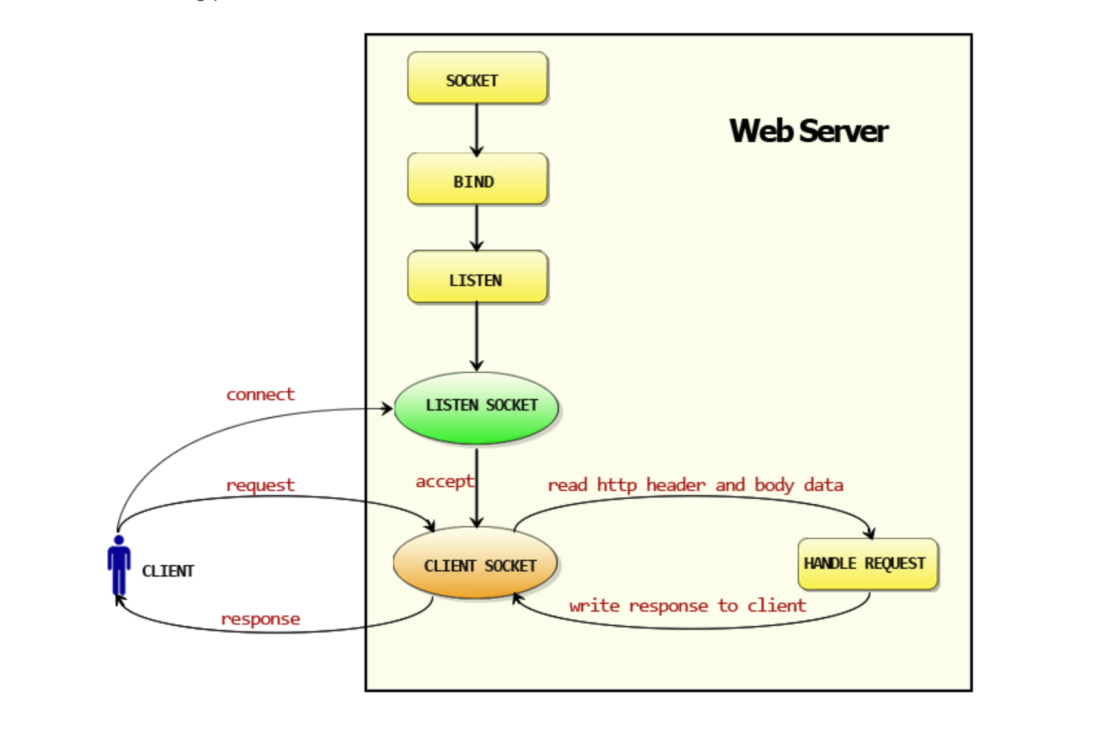 SOCKET
Web Server
BIND
LISTEN
connect
LISTEN SOCKET
request
accept
read http header and body data
CLIENT
CLIENT SOCKET
HANDLE REQUEST
response
write response to client